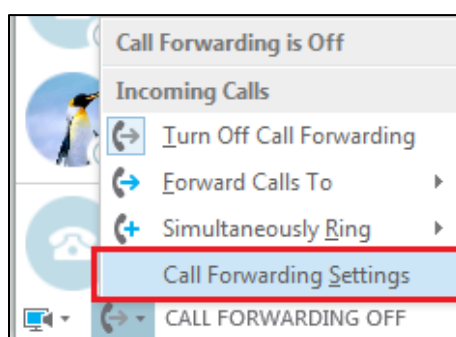 Call Forwarding is Off
Incoming Calls
Turn Off Call Forwarding
Forward Calls To
Simultaneously Ring
Call Forwarding Settings
CALL FORWARDING OFF